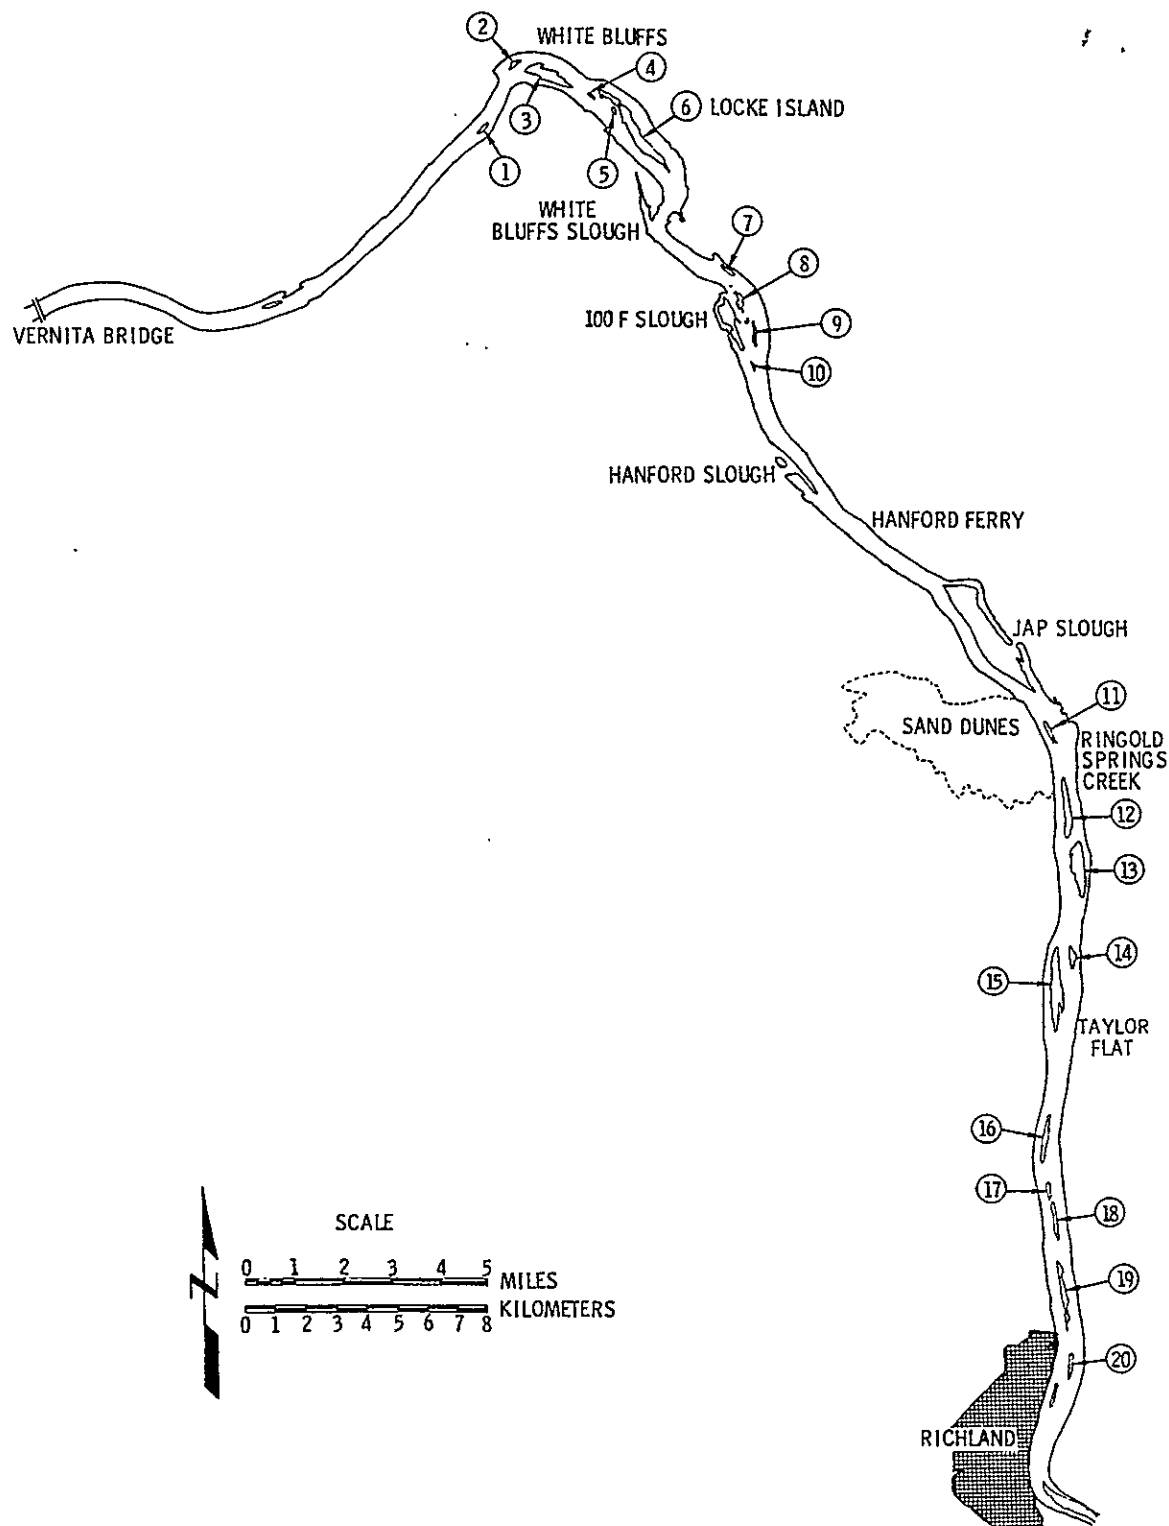 2
WHITE BLUFFS
4
6 LOCKE ISLAND
3
1
5
WHITE
BLUFFS SLOUGH
7
8
VERNITA BRIDGE
100 F SLOUGH
9
10
HANFORD SLOUGH
HANFORD FERRY
JAP SLOUGH
11
SAND DUNES
RINGOLD
SPRINGS
CREEK
12
13
14
15
TAYLOR
FLAT
16
17
18
19
20
RICHLAND
N
SCALE
0 1 2 3 4 5
MILES
KILOMETERS
0 1 2 3 4 5 6 7 8